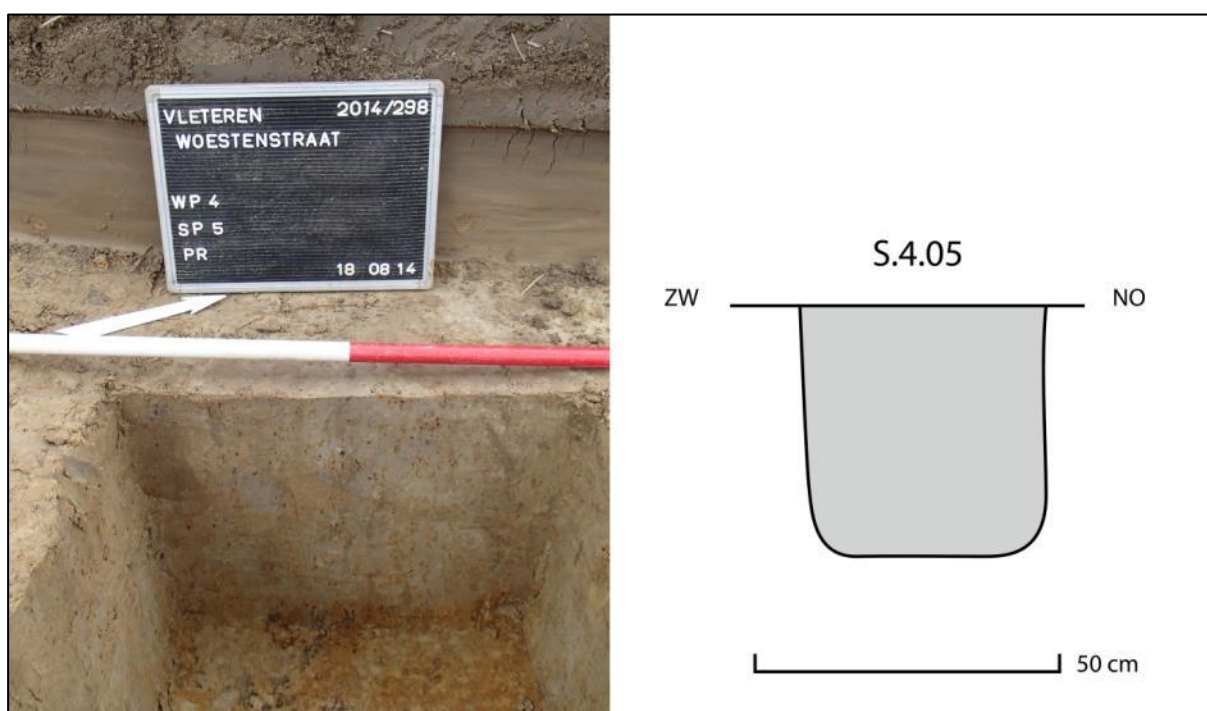 VLETEREN 2014/298
WOESTENSTRAAT
WP 4
SP 5
PR
18 08 14
S.4.05
ZW NO
50 cm